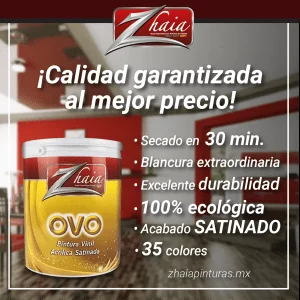 Zhaia
¡Calidad garantizada
al mejor precio!
• Secado en 30 min.
• Blancura extraordinaria
• Excelente durabilidad
• 100% ecológica
• Acabado SATINADO
• 35 colores
Zhaia
OVO
Pintura Vinil
Acrílica Satinada
zhaiapinturas.mx